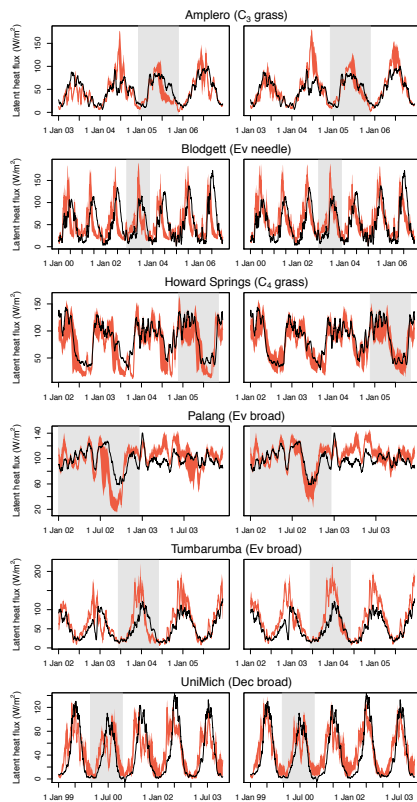 Amplero (C₃ grass)
Latent heat flux (W/m²)
150
100
50
0
1 Jan 03 1 Jan 04 1 Jan 05 1 Jan 06
1 Jan 03 1 Jan 04 1 Jan 05 1 Jan 06
Blodgett (Ev needle)
Latent heat flux (W/m²)
150
100
50
0
1 Jan 00 1 Jan 02 1 Jan 04 1 Jan 06
1 Jan 00 1 Jan 02 1 Jan 04 1 Jan 06
Howard Springs (C₄ grass)
Latent heat flux (W/m²)
150
100
50
1 Jan 02 1 Jan 03 1 Jan 04 1 Jan 05
1 Jan 02 1 Jan 03 1 Jan 04 1 Jan 05
Palang (Ev broad)
Latent heat flux (W/m²)
140
100
60
20
1 Jan 02 1 Jul 02 1 Jan 03 1 Jul 03
1 Jan 02 1 Jul 02 1 Jan 03 1 Jul 03
Tumbarumba (Ev broad)
Latent heat flux (W/m²)
200
150
100
50
0
1 Jan 02 1 Jan 03 1 Jan 04 1 Jan 05
1 Jan 02 1 Jan 03 1 Jan 04 1 Jan 05
UniMich (Dec broad)
Latent heat flux (W/m²)
120
80
40
0
1 Jan 99 1 Jul 00 1 Jan 02 1 Jul 03
1 Jan 99 1 Jul 00 1 Jan 02 1 Jul 03